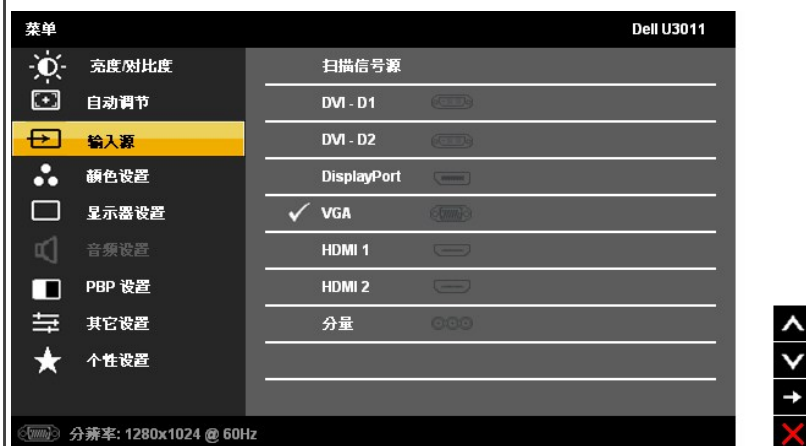 菜单
Dell U3011
亮度/对比度
自动调节
输入源
颜色设置
显示器设置
音频设置
PBP 设置
其它设置
个性设置
扫描信号源
DVI - D1
DVI - D2
DisplayPort
VGA
HDMI 1
HDMI 2
分量
分辨率: 1280x1024 @ 60Hz